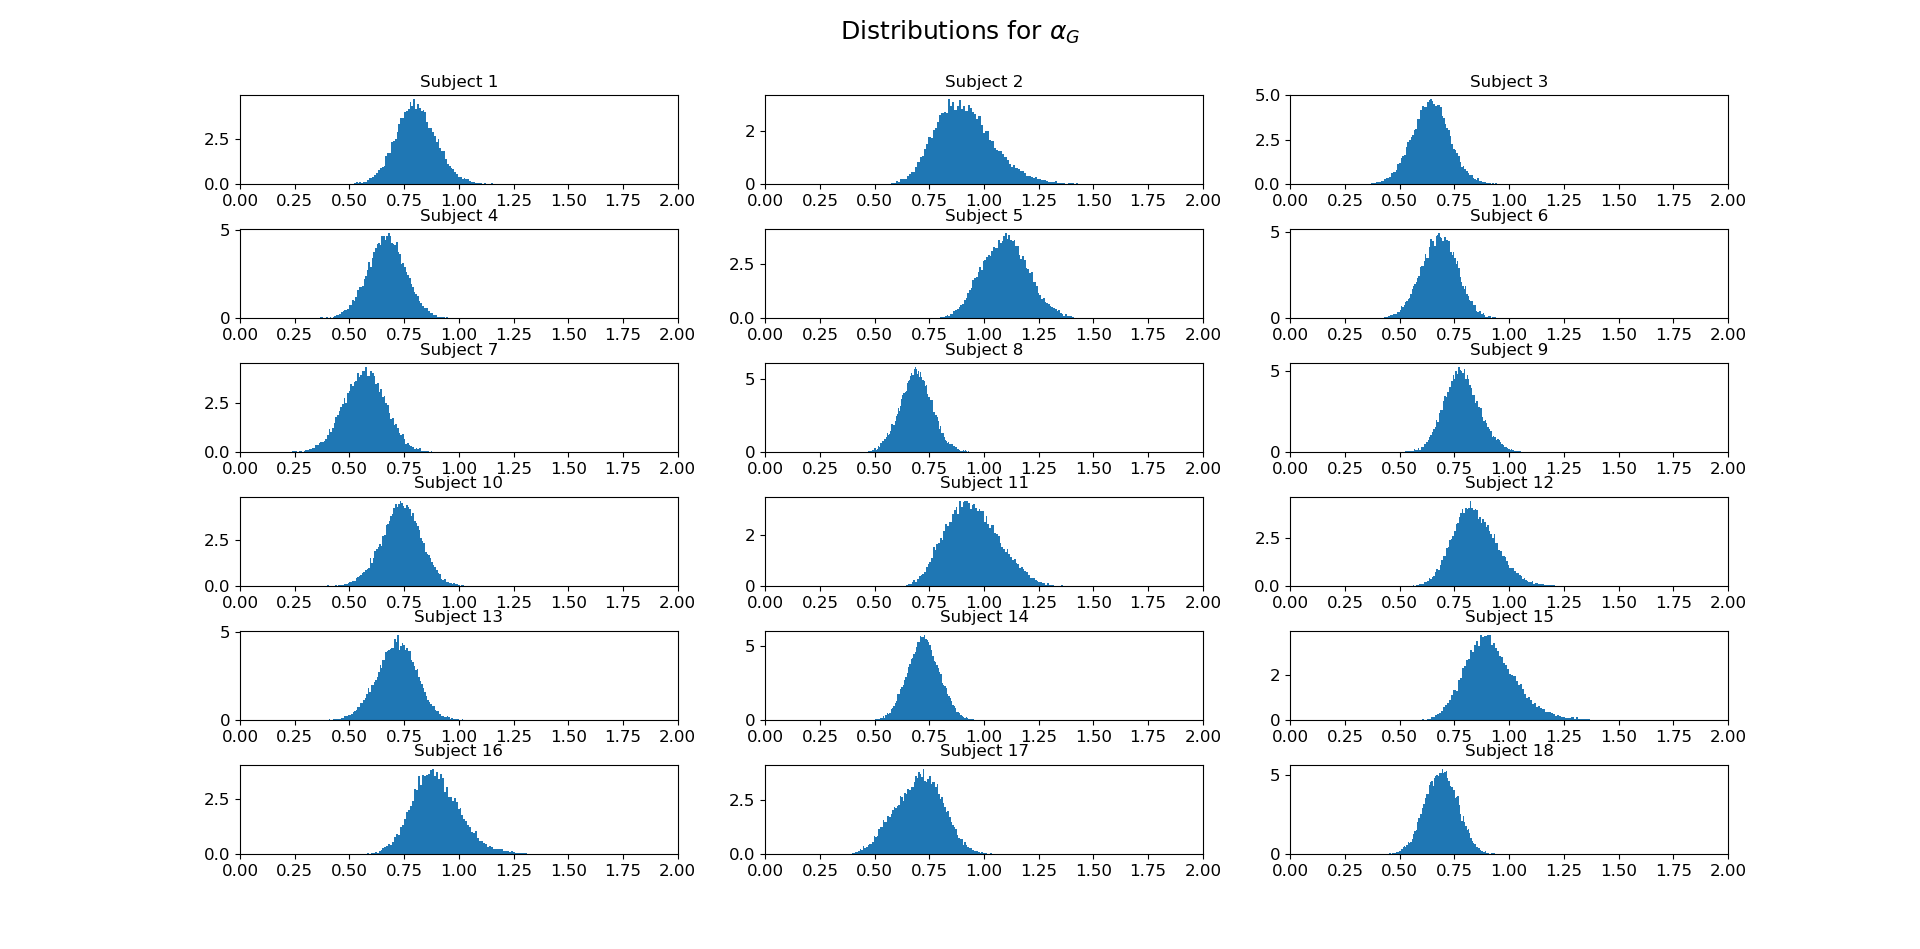 Distributions for α_G
Subject 1 Subject 2 Subject 3
2.5 2 5.0
2.5
0.0 0 0.0
0.00 0.25 0.50 0.75 1.00 1.25 1.50 1.75 2.00 0.00 0.25 0.50 0.75 1.00 1.25 1.50 1.75 2.00 0.00 0.25 0.50 0.75 1.00 1.25 1.50 1.75 2.00
Subject 4 Subject 5 Subject 6
5 2.5 5
0 0.0 0
0.00 0.25 0.50 0.75 1.00 1.25 1.50 1.75 2.00 0.00 0.25 0.50 0.75 1.00 1.25 1.50 1.75 2.00 0.00 0.25 0.50 0.75 1.00 1.25 1.50 1.75 2.00
Subject 7 Subject 8 Subject 9
2.5 5 5
0.0 0 0
0.00 0.25 0.50 0.75 1.00 1.25 1.50 1.75 2.00 0.00 0.25 0.50 0.75 1.00 1.25 1.50 1.75 2.00 0.00 0.25 0.50 0.75 1.00 1.25 1.50 1.75 2.00
Subject 10 Subject 11 Subject 12
2.5 2 2.5
0.0 0 0.0
0.00 0.25 0.50 0.75 1.00 1.25 1.50 1.75 2.00 0.00 0.25 0.50 0.75 1.00 1.25 1.50 1.75 2.00 0.00 0.25 0.50 0.75 1.00 1.25 1.50 1.75 2.00
Subject 13 Subject 14 Subject 15
5 5 2
0 0 0
0.00 0.25 0.50 0.75 1.00 1.25 1.50 1.75 2.00 0.00 0.25 0.50 0.75 1.00 1.25 1.50 1.75 2.00 0.00 0.25 0.50 0.75 1.00 1.25 1.50 1.75 2.00
Subject 16 Subject 17 Subject 18
2.5 2.5 5
0.0 0.0 0
0.00 0.25 0.50 0.75 1.00 1.25 1.50 1.75 2.00 0.00 0.25 0.50 0.75 1.00 1.25 1.50 1.75 2.00 0.00 0.25 0.50 0.75 1.00 1.25 1.50 1.75 2.00